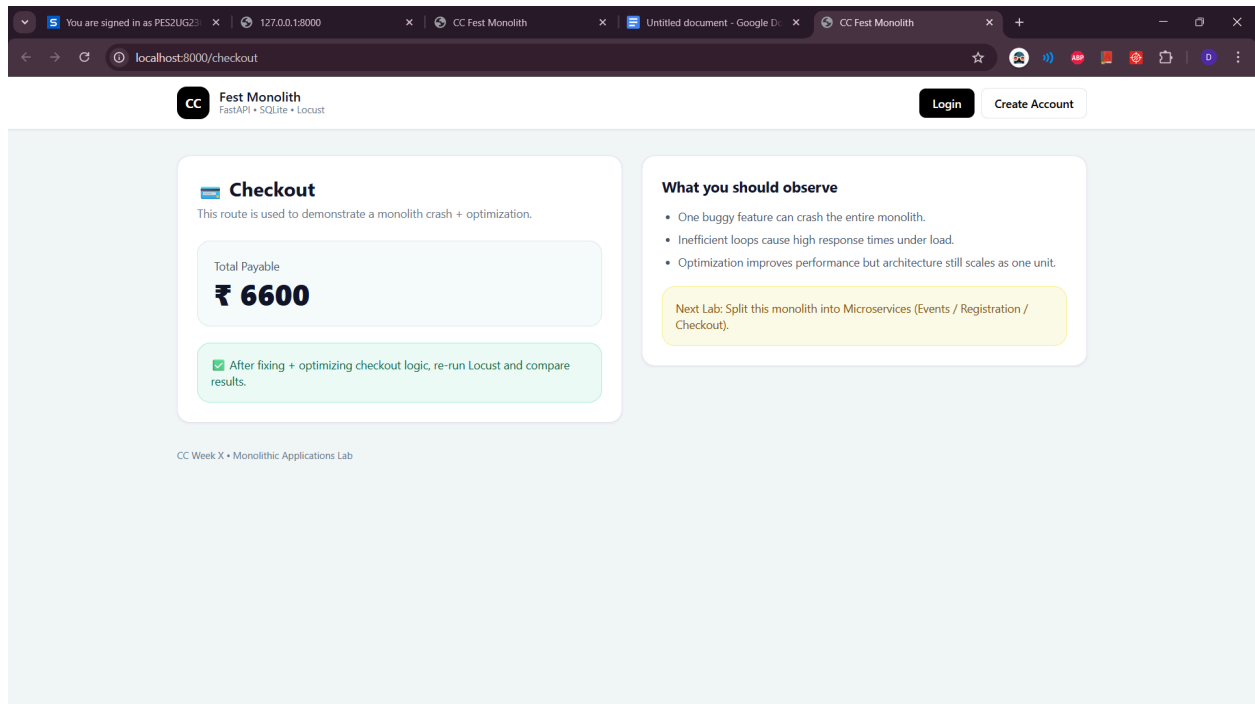 You are signed in as PES2UG23
127.0.0.1:8000
CC Fest Monolith
Untitled document - Google Do
CC Fest Monolith
localhost:8000/checkout
ABP
D
CC
Fest Monolith
FastAPI • SQLite • Locust
Login
Create Account
Checkout
This route is used to demonstrate a monolith crash + optimization.
Total Payable
₹ 6600
✅ After fixing + optimizing checkout logic, re-run Locust and compare
results.
What you should observe
• One buggy feature can crash the entire monolith.
• Inefficient loops cause high response times under load.
• Optimization improves performance but architecture still scales as one unit.
Next Lab: Split this monolith into Microservices (Events / Registration /
Checkout).
CC Week X • Monolithic Applications Lab